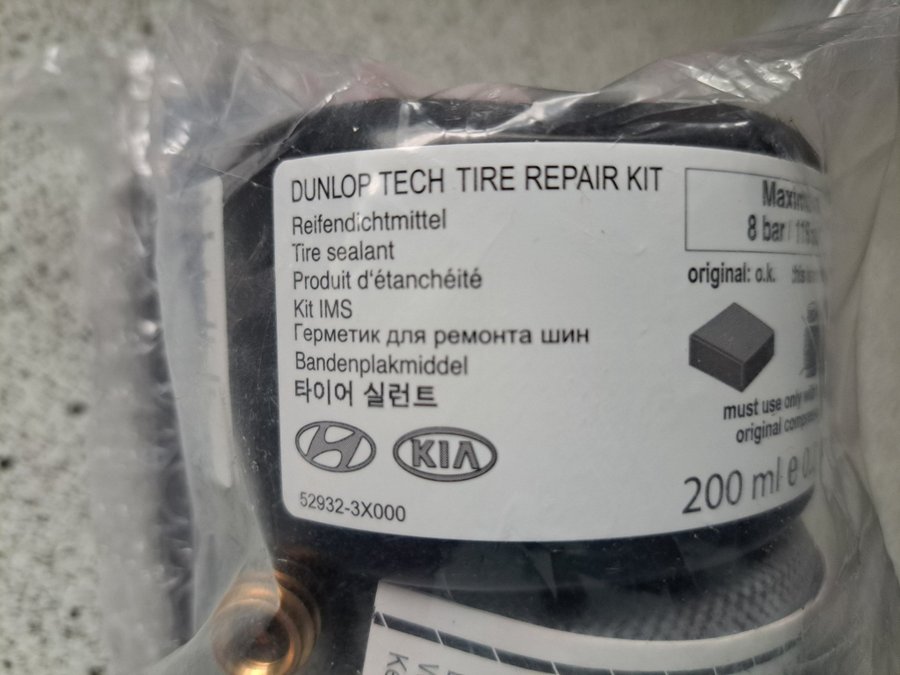 DUNLOP TECH TIRE REPAIR KIT
Reifendichtmittel
Tire sealant
Produit d'étanchéité
Kit IMS
Герметик для ремонта шин
Bandenplakmiddel
타이어 실런트
KIA
52932-3X000
8 bar
original: o.k.
must use only
original
200 ml e